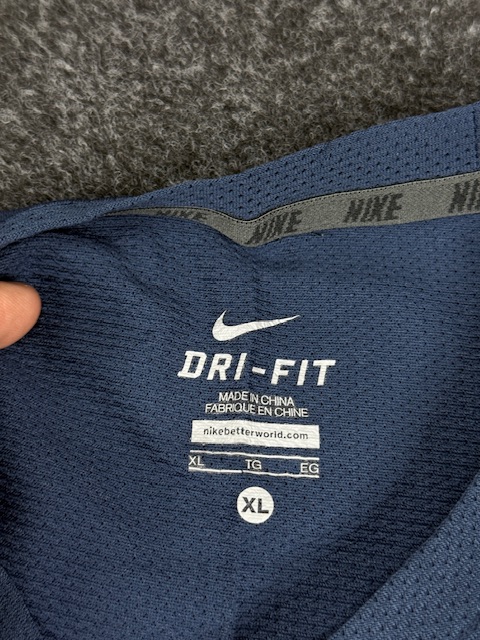 NIKE NIKE NIKE
DRI-FIT
MADE IN CHINA
FABRIQUE EN CHINE
nikebetterworld.com
XL TG EG
XL